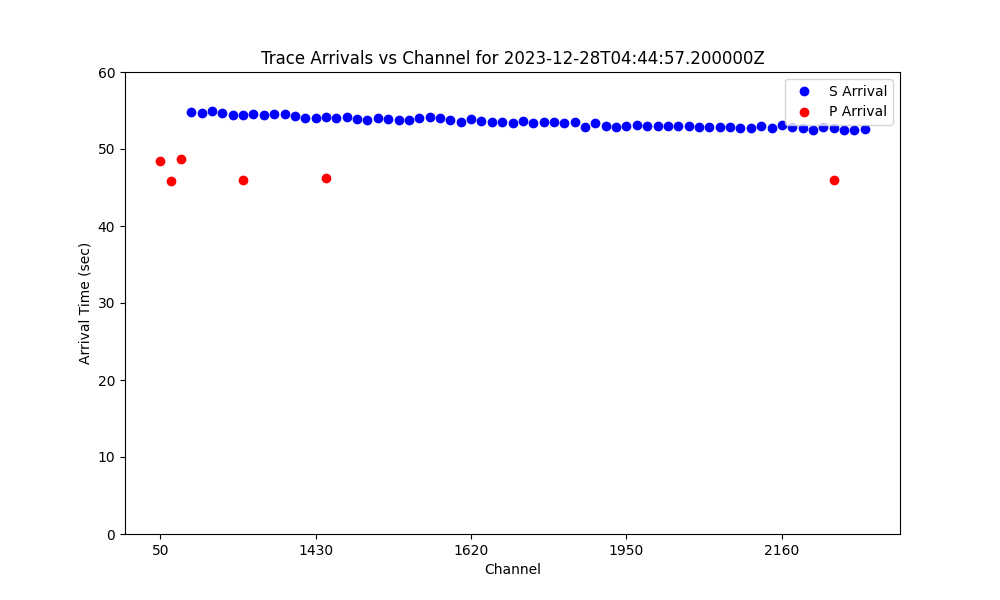 Trace Arrivals vs Channel for 2023-12-28T04:44:57.200000Z
S Arrival
P Arrival
60
50
40
30
20
10
0
Arrival Time (sec)
50 1430 1620 1950 2160
Channel